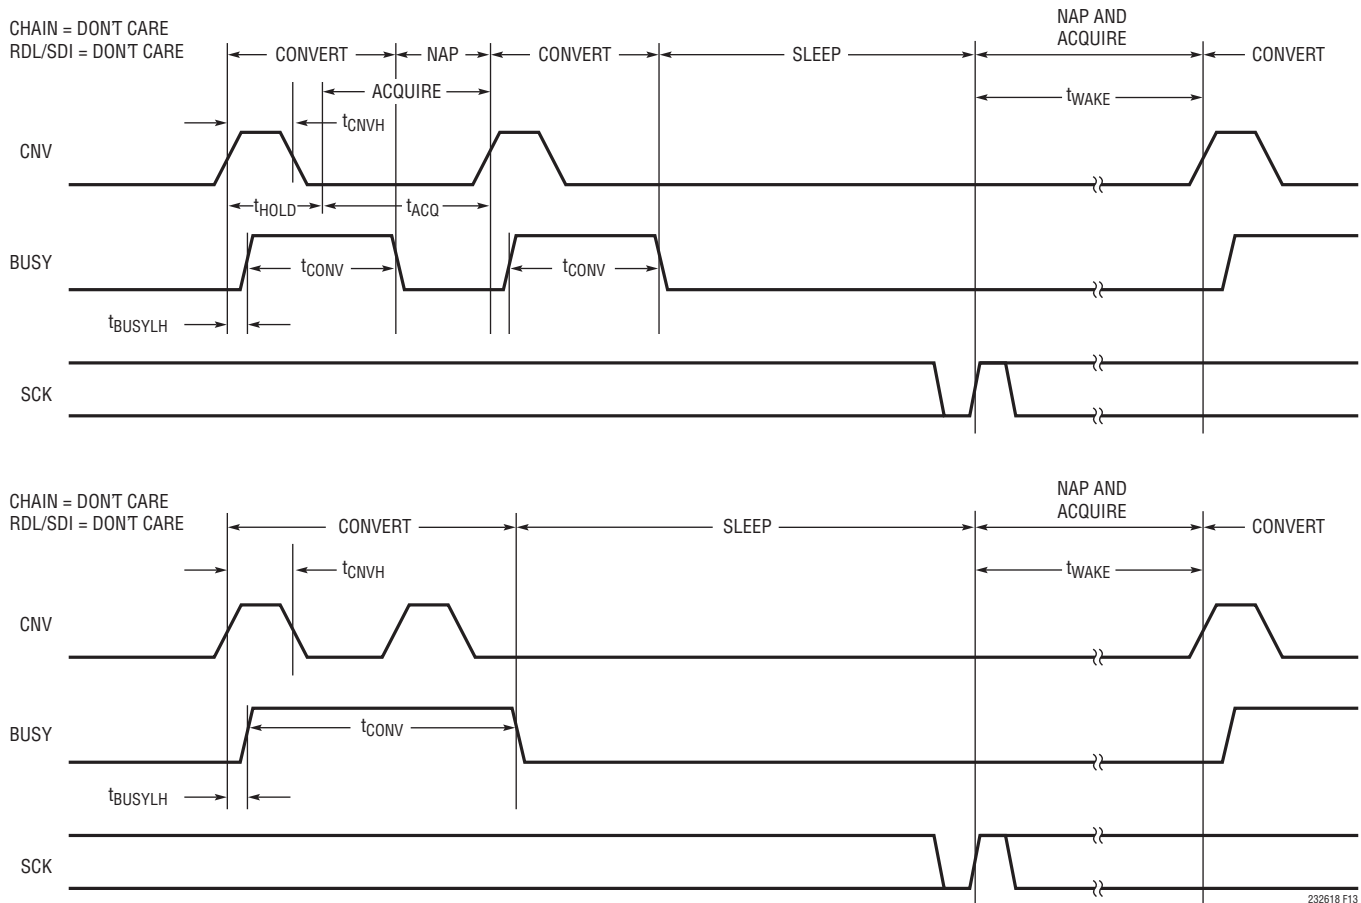 CHAIN = DON'T CARE
RDL/SDI = DON'T CARE
CONVERT
NAP
CONVERT
SLEEP
NAP AND
ACQUIRE
CONVERT
ACQUIRE
tWAKE
tCNVH
CNV
tHOLD
tACQ
BUSY
tCONV
tCONV
tBUSYLH
SCK
CHAIN = DON'T CARE
RDL/SDI = DON'T CARE
CONVERT
SLEEP
NAP AND
ACQUIRE
CONVERT
tCNVH
tWAKE
CNV
BUSY
tCONV
tBUSYLH
SCK
232618 F13